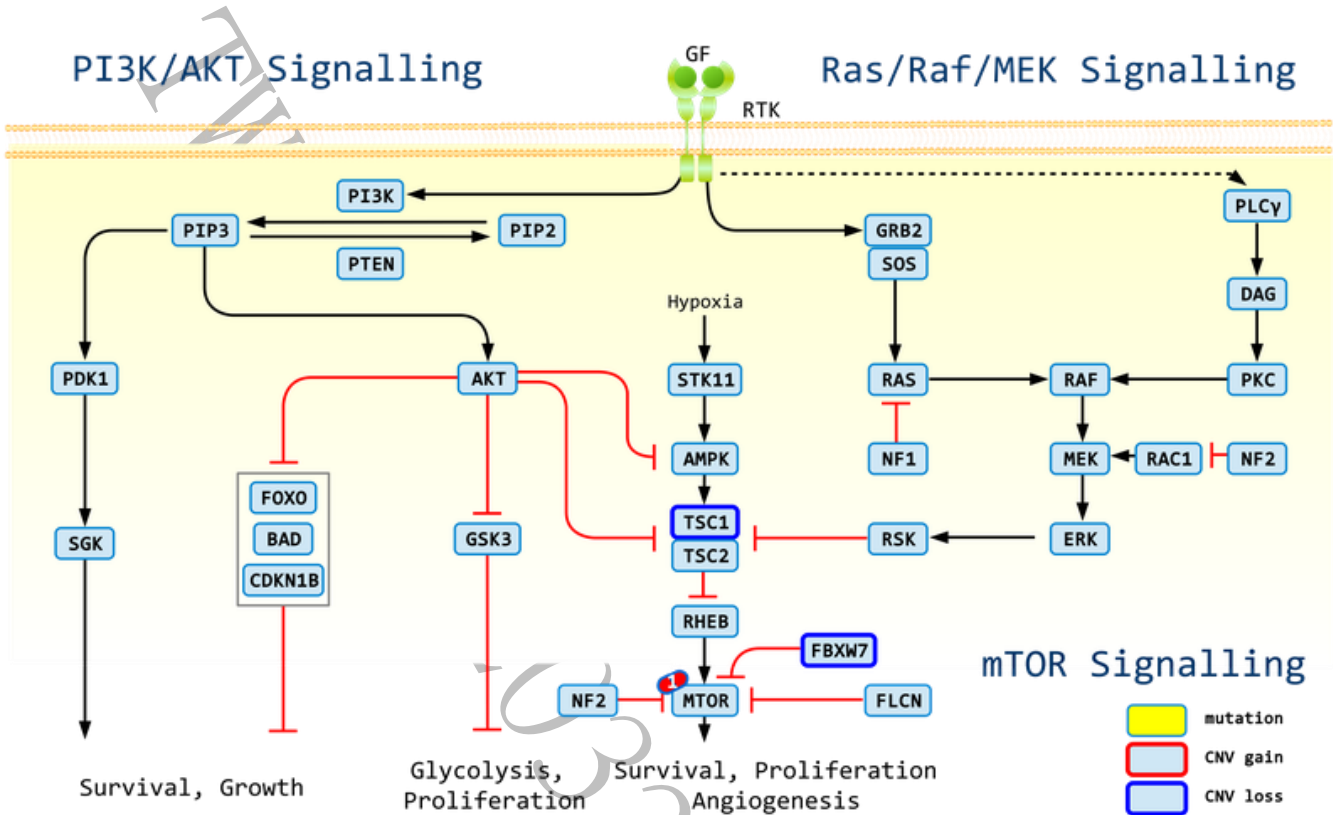 PI3K/AKT Signalling
GF
Ras/Raf/MEK Signalling
RTK
PI3K
PLCγ
PIP3
PIP2
GRB2
PTEN
SOS
DAG
Hypoxia
PDK1
AKT
STK11
RAS
RAF
PKC
AMPK
NF1
MEK
RAC1
NF2
FOXO
TSC1
BAD
GSK3
TSC2
RSK
ERK
SGK
CDKN1B
RHEB
FBXW7
mTOR Signalling
1
NF2
MTOR
FLCN
mutation
CNV gain
CNV loss
Survival, Growth
Glycolysis,
Proliferation
Survival, Proliferation
Angiogenesis
TW